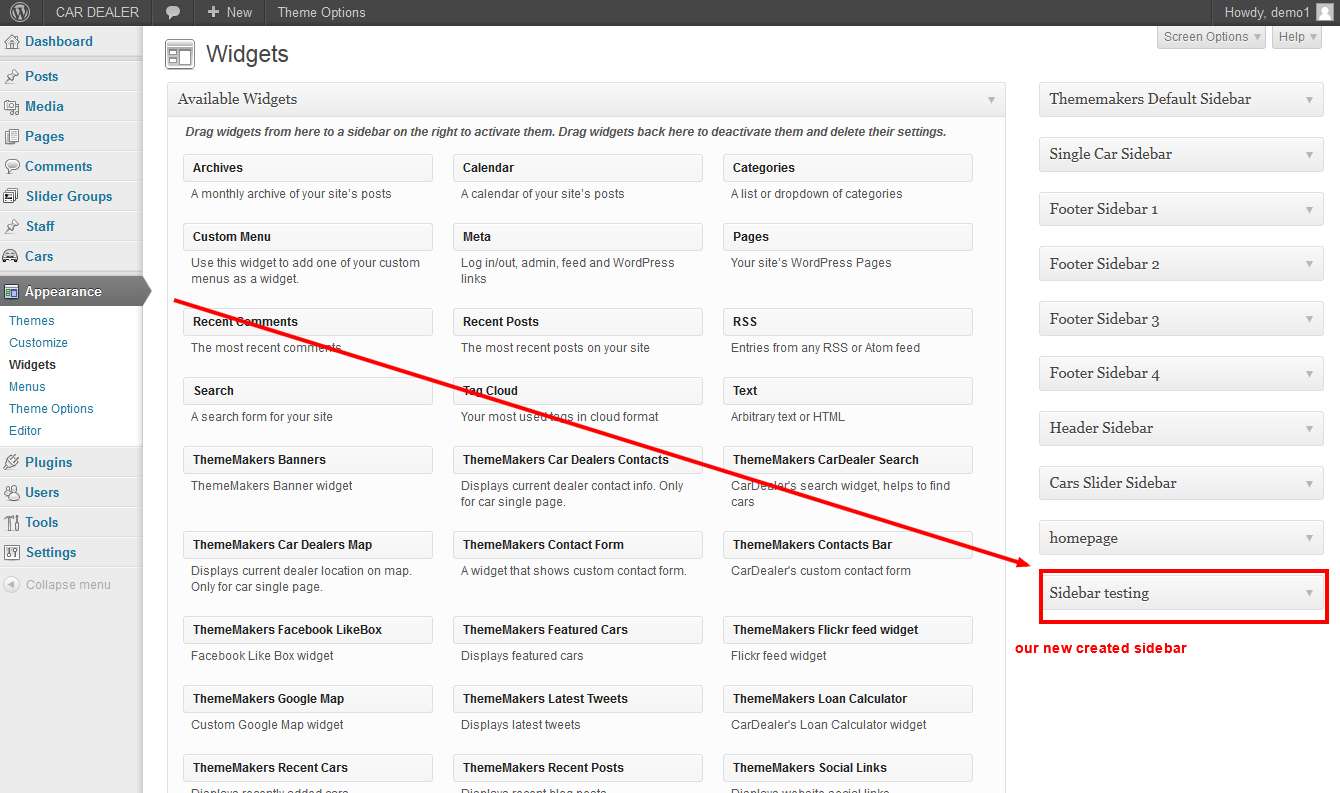 CAR DEALER
New
Theme Options
Howdy, demo1
Screen Options
Help
Dashboard
Posts
Media
Pages
Comments
Slider Groups
Staff
Cars
Appearance
Themes
Customize
Widgets
Menus
Theme Options
Editor
Plugins
Users
Tools
Settings
Collapse menu
Widgets
Available Widgets
Drag widgets from here to a sidebar on the right to activate them. Drag widgets back here to deactivate them and delete their settings.
Archives
A monthly archive of your site's posts
Calendar
A calendar of your site's posts
Categories
A list or dropdown of categories
Custom Menu
Use this widget to add one of your custom
menus as a widget.
Meta
Log in/out, admin, feed and WordPress
links
Pages
Your site's WordPress Pages
Recent Comments
The most recent comments
Recent Posts
The most recent posts on your site
RSS
Entries from any RSS or Atom feed
Search
A search form for your site
Tag Cloud
Your most used tags in cloud format
Text
Arbitrary text or HTML
ThemeMakers Banners
ThemeMakers Banner widget
ThemeMakers Car Dealers Contacts
Displays current dealer contact info. Only
for car single page.
ThemeMakers CarDealer Search
CarDealer's search widget, helps to find
cars
ThemeMakers Car Dealers Map
Displays current dealer location on map.
Only for car single page.
ThemeMakers Contact Form
A widget that shows custom contact form.
ThemeMakers Contacts Bar
CarDealer's custom contact form
ThemeMakers Facebook LikeBox
Facebook Like Box widget
ThemeMakers Featured Cars
Displays featured cars
ThemeMakers Flickr feed widget
Flickr feed widget
ThemeMakers Google Map
Custom Google Map widget
ThemeMakers Latest Tweets
Displays latest tweets
ThemeMakers Loan Calculator
CarDealer's Loan Calculator widget
ThemeMakers Recent Cars
Displays recently added cars
ThemeMakers Recent Posts
Displays recent blog posts
ThemeMakers Social Links
Displays website social links
Thememakers Default Sidebar
Single Car Sidebar
Footer Sidebar 1
Footer Sidebar 2
Footer Sidebar 3
Footer Sidebar 4
Header Sidebar
Cars Slider Sidebar
homepage
Sidebar testing
our new created sidebar